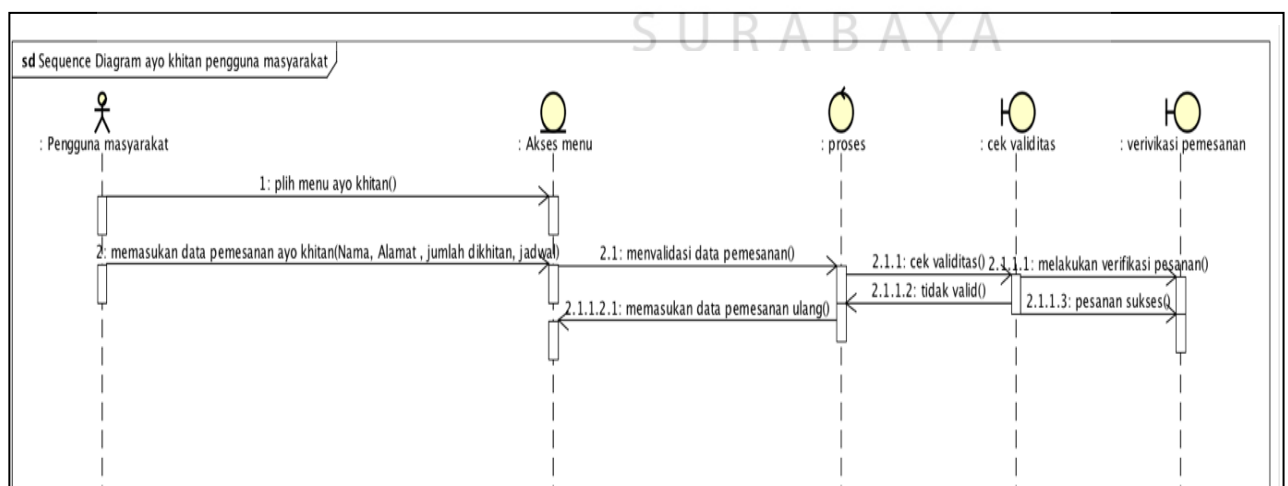 SURABAYA
sd Sequence Diagram ayo khitan pengguna masyarakat
: Pengguna masyarakat
: Akses menu
: proses
: cek validitas
: verivikasi pemesanan
1: plih menu ayo khitan()
2: memasukan data pemesanan ayo khitan(Nama, Alamat , jumlah dikhitan, jadwal)
2.1: menvalidasi data pemesanan()
2.1.1: cek validitas()
2.1.1.1: melakukan verifikasi pesanan()
2.1.1.2: tidak valid()
2.1.1.3: pesanan sukses()
2.1.1.2.1: memasukan data pemesanan ulang()